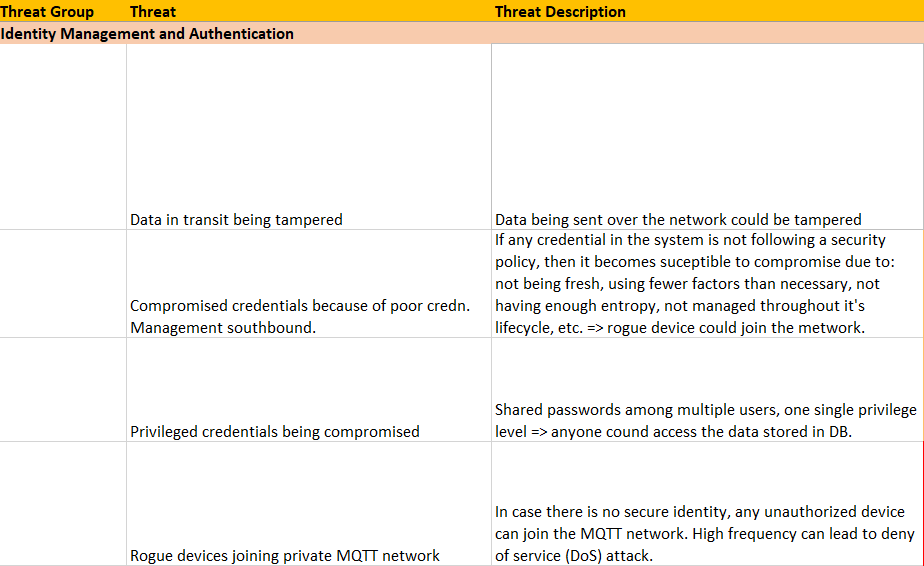 Threat Group Threat Threat Description
Identity Management and Authentication
Data in transit being tampered
Data being sent over the network could be tampered
Compromised credentials because of poor credn.
Management southbound.
If any credential in the system is not following a security
policy, then it becomes suceptible to compromise due to:
not being fresh, using fewer factors than necessary, not
having enough entropy, not managed throughout it's
lifecycle, etc. => rogue device could join the metwork.
Privileged credentials being compromised
Shared passwords among multiple users, one single privilege
level => anyone cound access the data stored in DB.
Rogue devices joining private MQTT network
In case there is no secure identity, any unauthorized device
can join the MQTT network. High frequency can lead to deny
of service (DoS) attack.